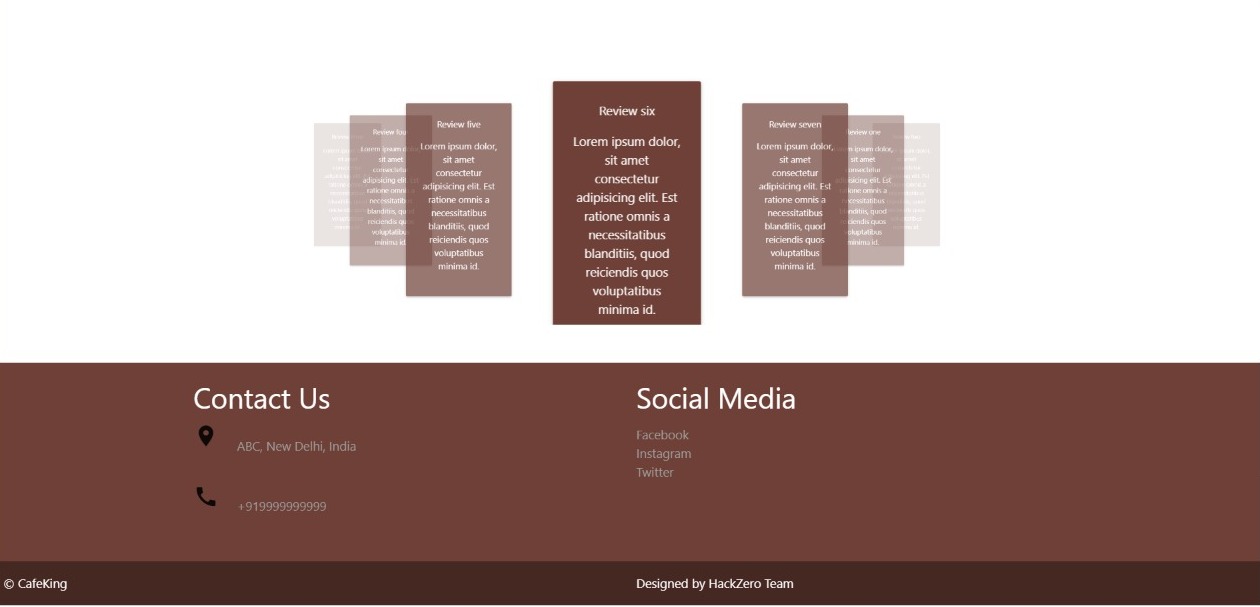 Review four
Lorem ipsum dolor,
sit amet
consectetur
adipisicing elit. Est
ratione omnis a
necessitatibus
blanditiis, quod
reiciendis quos
voluptatibus
minima id.
Review five
Lorem ipsum dolor,
sit amet
consectetur
adipisicing elit. Est
ratione omnis a
necessitatibus
blanditiis, quod
reiciendis quos
voluptatibus
minima id.
Review six
Lorem ipsum dolor,
sit amet
consectetur
adipisicing elit. Est
ratione omnis a
necessitatibus
blanditiis, quod
reiciendis quos
voluptatibus
minima id.
Review seven
Lorem ipsum dolor,
sit amet
consectetur
adipisicing elit. Est
ratione omnis a
necessitatibus
blanditiis, quod
reiciendis quos
voluptatibus
minima id.
Review one
Lorem ipsum dolor,
sit amet
consectetur
adipisicing elit. Est
ratione omnis a
necessitatibus
blanditiis, quod
reiciendis quos
voluptatibus
minima id.
Contact Us
ABC, New Delhi, India
+919999999999
Social Media
Facebook
Instagram
Twitter
© CafeKing
Designed by HackZero Team